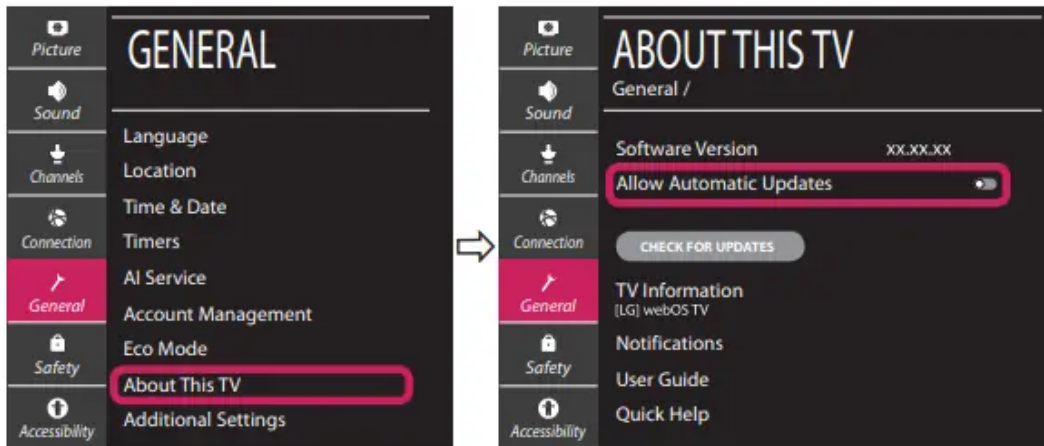 Picture
Sound
Channels
Connection
General
Safety
Accessibility
GENERAL
Language
Location
Time & Date
Timers
AI Service
Account Management
Eco Mode
About This TV
Additional Settings
Picture
Sound
Channels
Connection
General
Safety
Accessibility
ABOUT THIS TV
General /
Software Version xx.xx.xx
Allow Automatic Updates
CHECK FOR UPDATES
TV Information
[LG] webOS TV
Notifications
User Guide
Quick Help